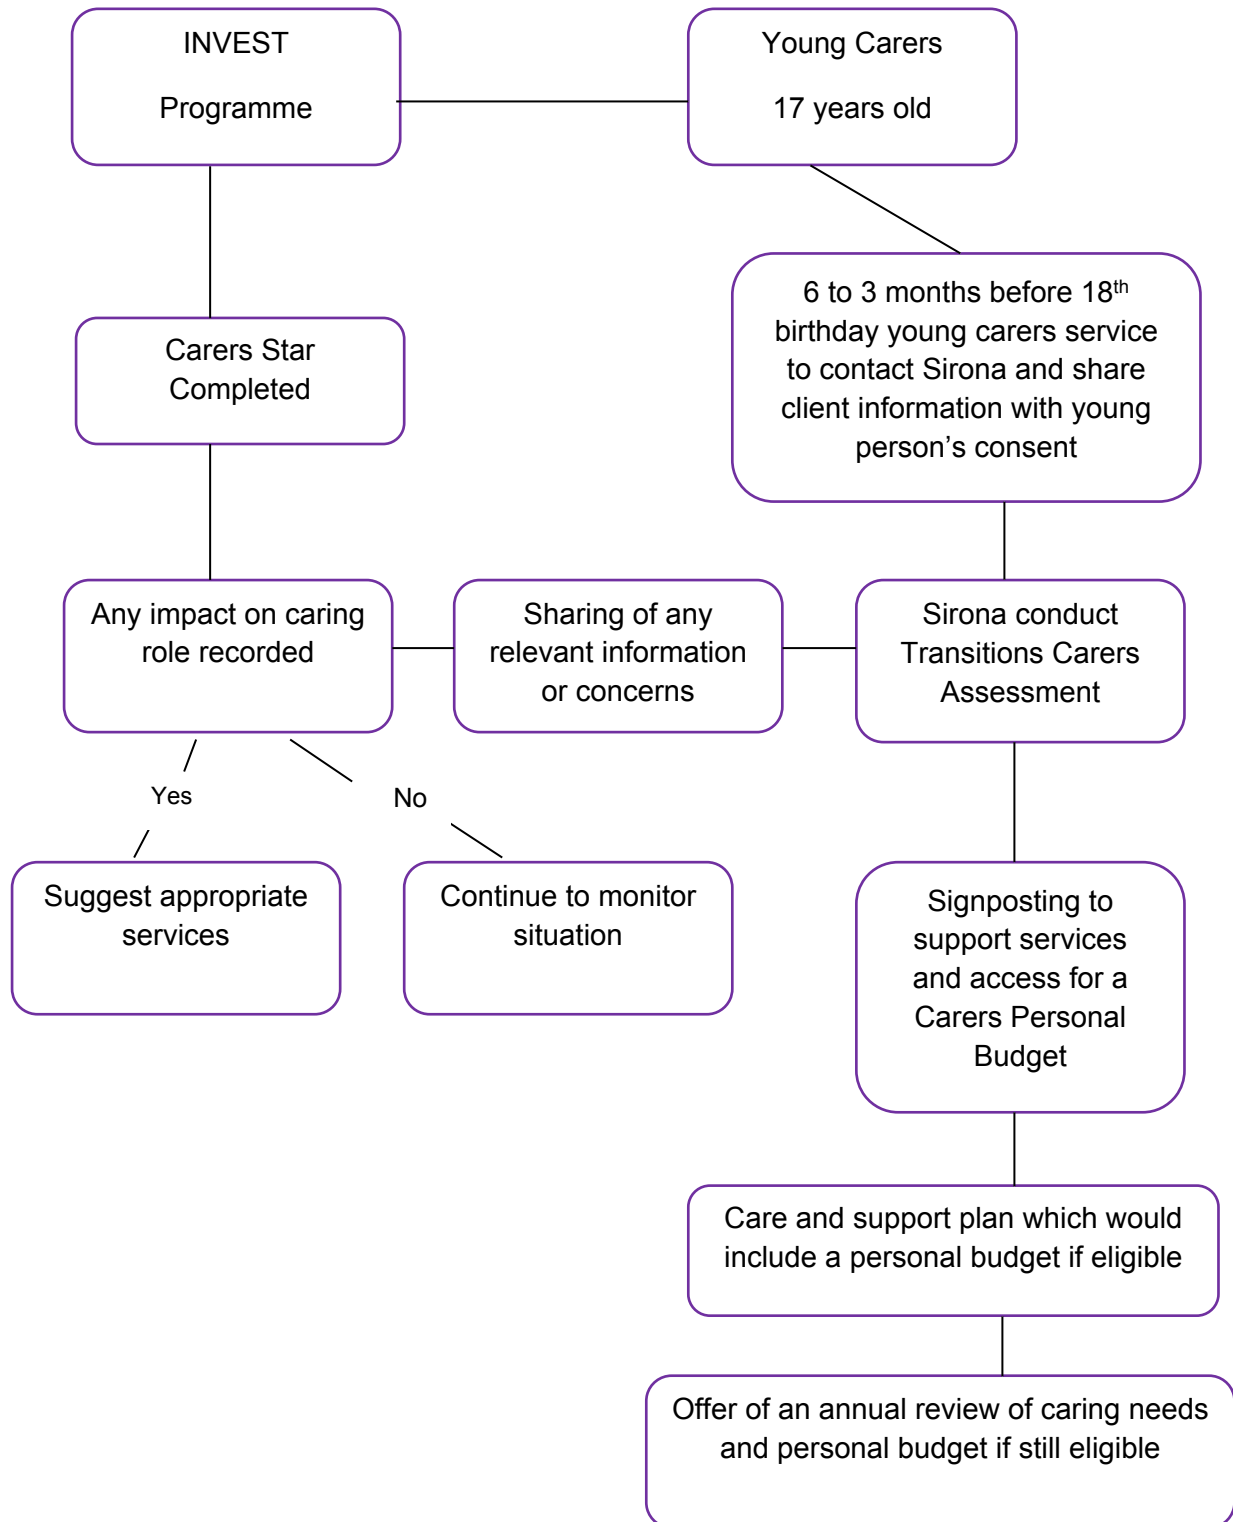 INVEST
Programme
Young Carers
17 years old
6 to 3 months before 18th
birthday young carers service
to contact Sirona and share
client information with young
person’s consent
Carers Star
Completed
Any impact on caring
role recorded
Sharing of any
relevant information
or concerns
Sirona conduct
Transitions Carers
Assessment
Yes
No
Suggest appropriate
services
Continue to monitor
situation
Signposting to
support services
and access for a
Carers Personal
Budget
Care and support plan which would
include a personal budget if eligible
Offer of an annual review of caring needs
and personal budget if still eligible